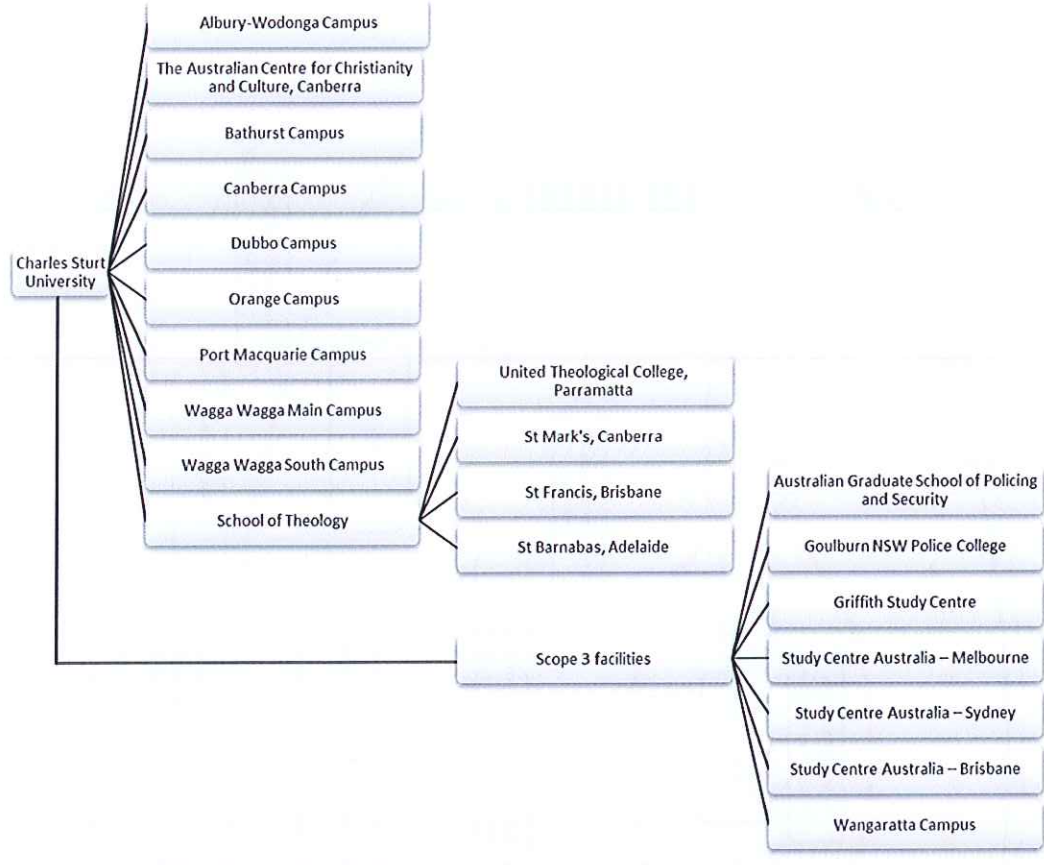 Albury-Wodonga Campus
The Australian Centre for Christianity
and Culture, Canberra
Bathurst Campus
Canberra Campus
Dubbo Campus
Charles Sturt
University
Orange Campus
Port Macquarie Campus
Wagga Wagga Main Campus
Wagga Wagga South Campus
School of Theology
United Theological College,
Parramatta
St Mark's, Canberra
St Francis, Brisbane
St Barnabas, Adelaide
Scope 3 facilities
Australian Graduate School of Policing
and Security
Goulburn NSW Police College
Griffith Study Centre
Study Centre Australia – Melbourne
Study Centre Australia – Sydney
Study Centre Australia – Brisbane
Wangaratta Campus